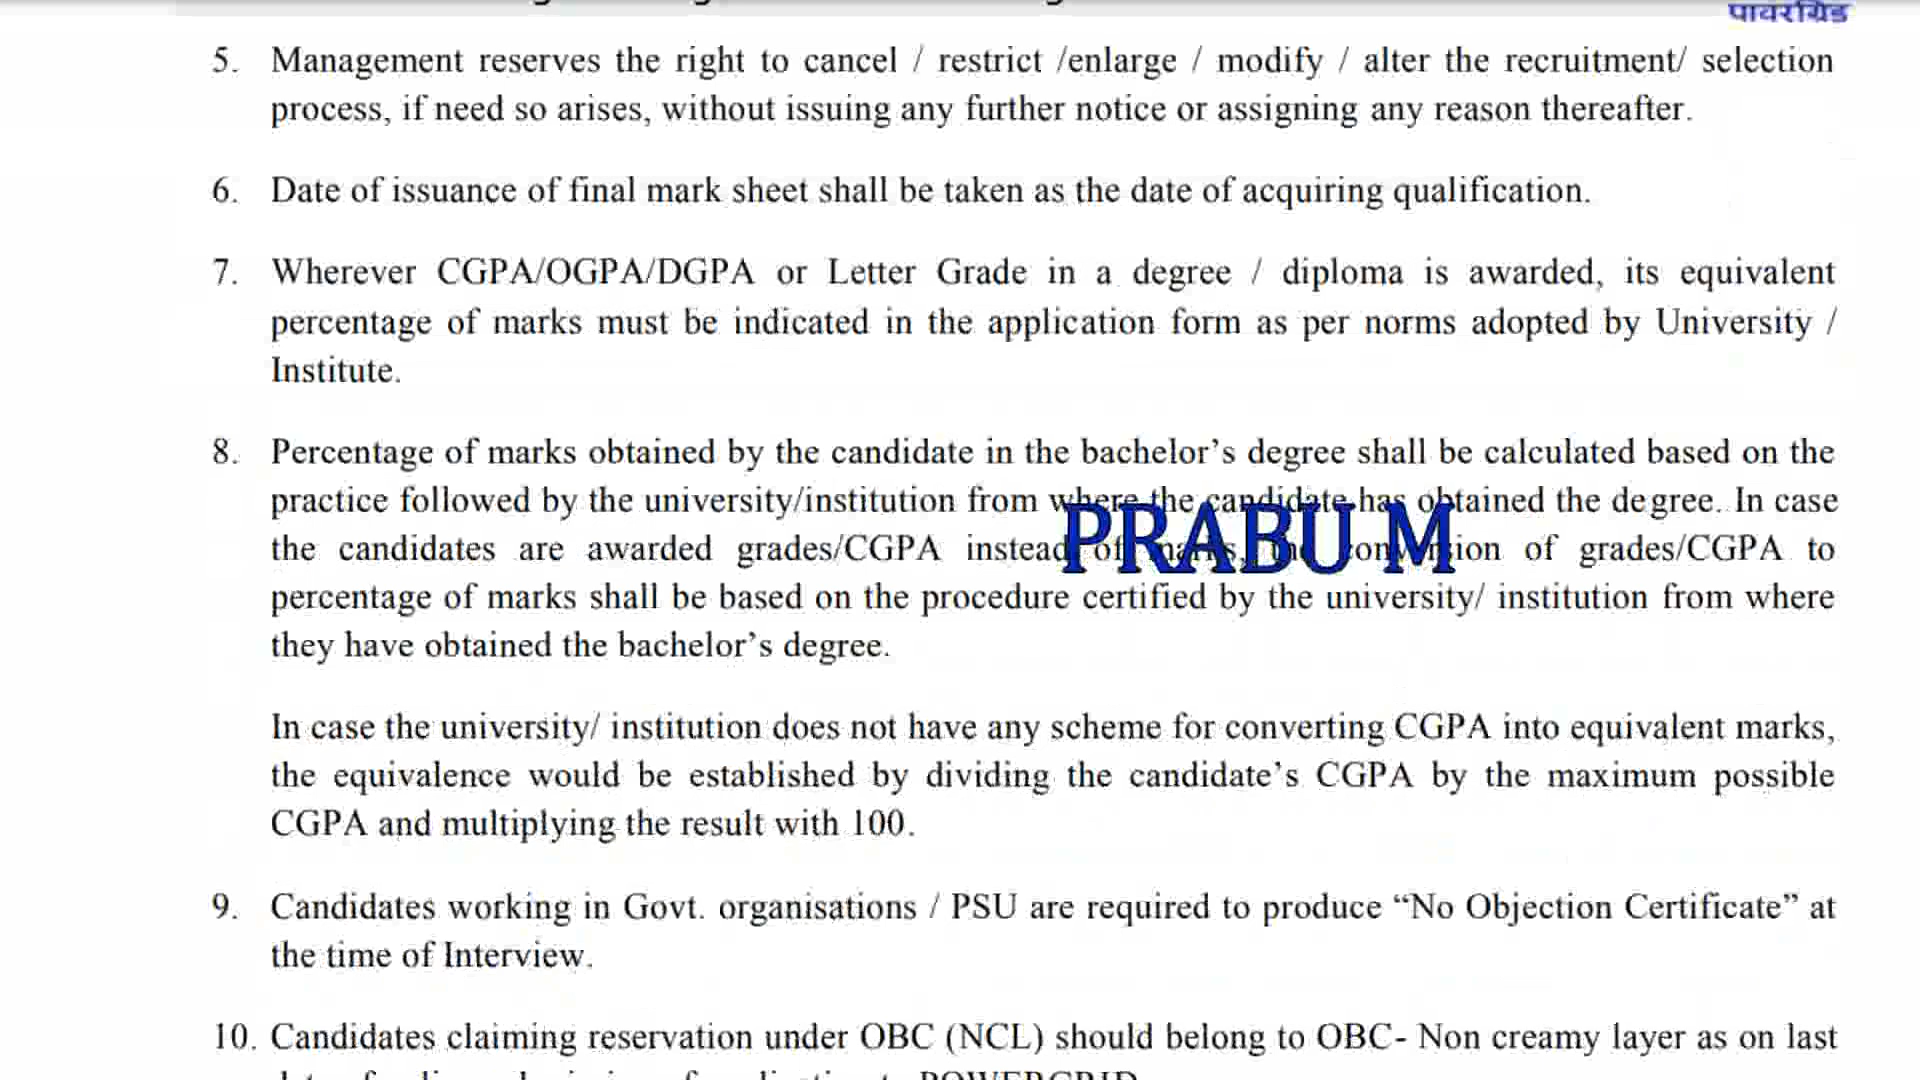 पावरग्रिड
5. Management reserves the right to cancel / restrict /enlarge / modify / alter the recruitment/ selection
process, if need so arises, without issuing any further notice or assigning any reason thereafter.
6. Date of issuance of final mark sheet shall be taken as the date of acquiring qualification.
7. Wherever CGPA/OGPA/DGPA or Letter Grade in a degree / diploma is awarded, its equivalent
percentage of marks must be indicated in the application form as per norms adopted by University /
Institute.
8. Percentage of marks obtained by the candidate in the bachelor’s degree shall be calculated based on the
practice followed by the university/institution from where the candidate has obtained the degree. In case
the candidates are awarded grades/CGPA instead of marks, the conversion of grades/CGPA to
PRABU M
percentage of marks shall be based on the procedure certified by the university/ institution from where
they have obtained the bachelor’s degree.
In case the university/ institution does not have any scheme for converting CGPA into equivalent marks,
the equivalence would be established by dividing the candidate’s CGPA by the maximum possible
CGPA and multiplying the result with 100.
9. Candidates working in Govt. organisations / PSU are required to produce “No Objection Certificate” at
the time of Interview.
10. Candidates claiming reservation under OBC (NCL) should belong to OBC- Non creamy layer as on last
POWERGRID